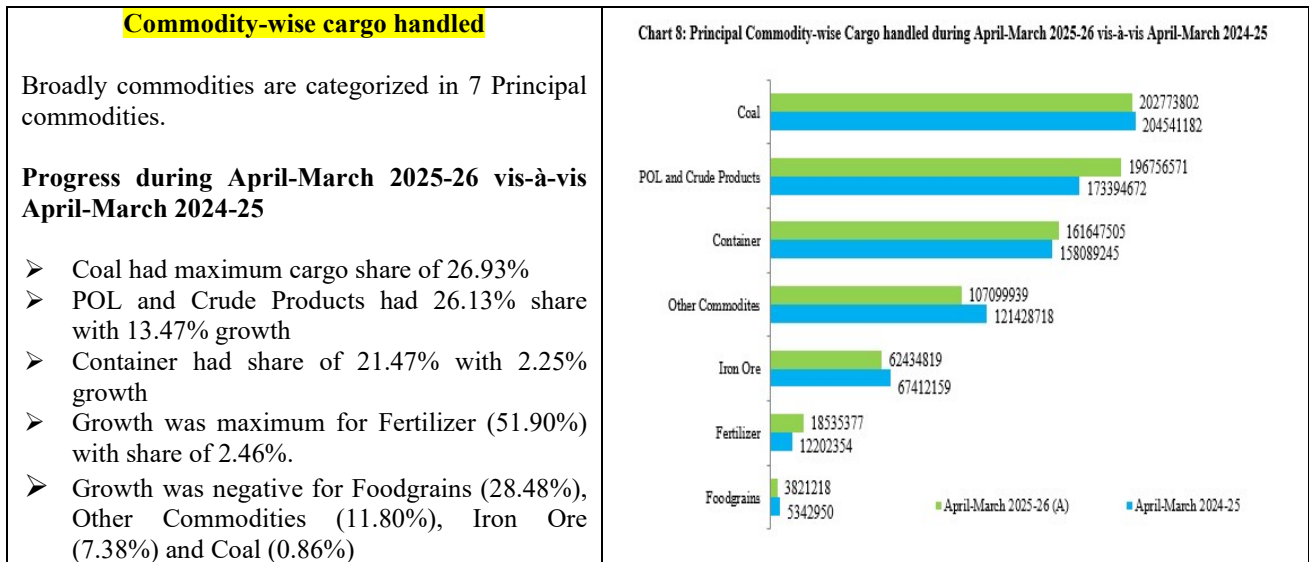 Commodity-wise cargo handled
Broadly commodities are categorized in 7 Principal
commodities.
Progress during April-March 2025-26 vis-à-vis
April-March 2024-25
➢ Coal had maximum cargo share of 26.93%
➢ POL and Crude Products had 26.13% share
with 13.47% growth
➢ Container had share of 21.47% with 2.25%
growth
➢ Growth was maximum for Fertilizer (51.90%)
with share of 2.46%.
➢ Growth was negative for Foodgrains (28.48%),
Other Commodities (11.80%), Iron Ore
(7.38%) and Coal (0.86%)
Chart 8: Principal Commodity-wise Cargo handled during April-March 2025-26 vis-à-vis April-March 2024-25
Coal
202773802
204541182
POL and Crude Products
196756571
173394672
Container
161647505
158089245
Other Commodites
107099939
121428718
Iron Ore
62434819
67412159
Fertilizer
18535377
12202354
Foodgrains
3821218
5342950
April-March 2025-26 (A)
April-March 2024-25